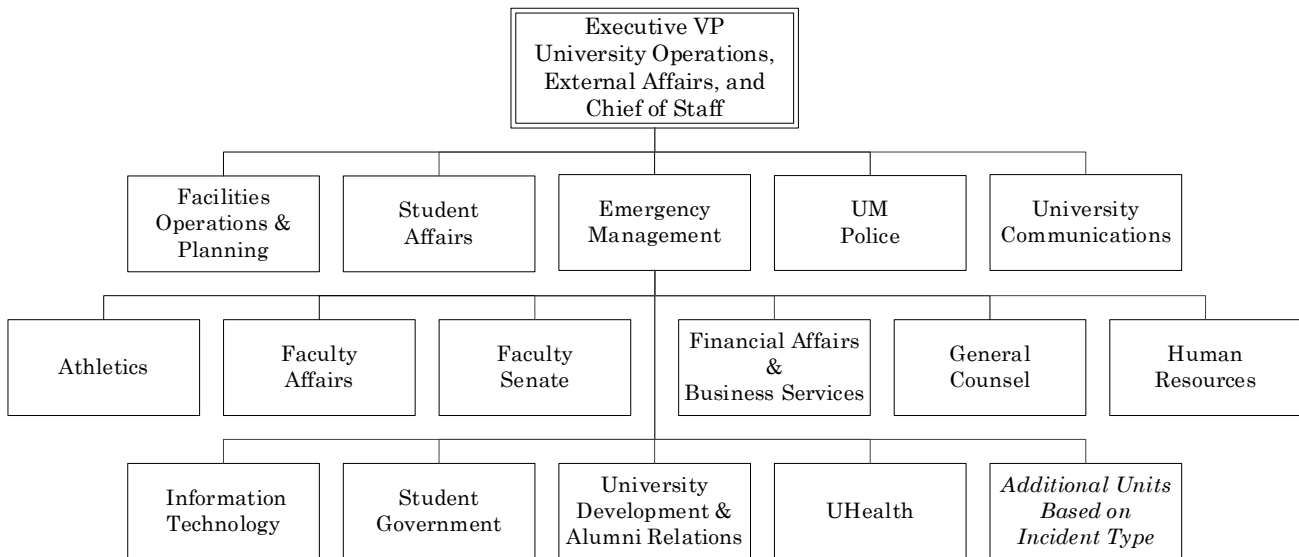 Executive VP
University Operations,
External Affairs, and
Chief of Staff
Facilities
Operations &
Planning
Student
Affairs
Emergency
Management
UM
Police
University
Communications
Athletics
Faculty
Affairs
Faculty
Senate
Financial Affairs
&
Business Services
General
Counsel
Human
Resources
Information
Technology
Student
Government
University
Development &
Alumni Relations
UHealth
Additional Units
Based on
Incident Type